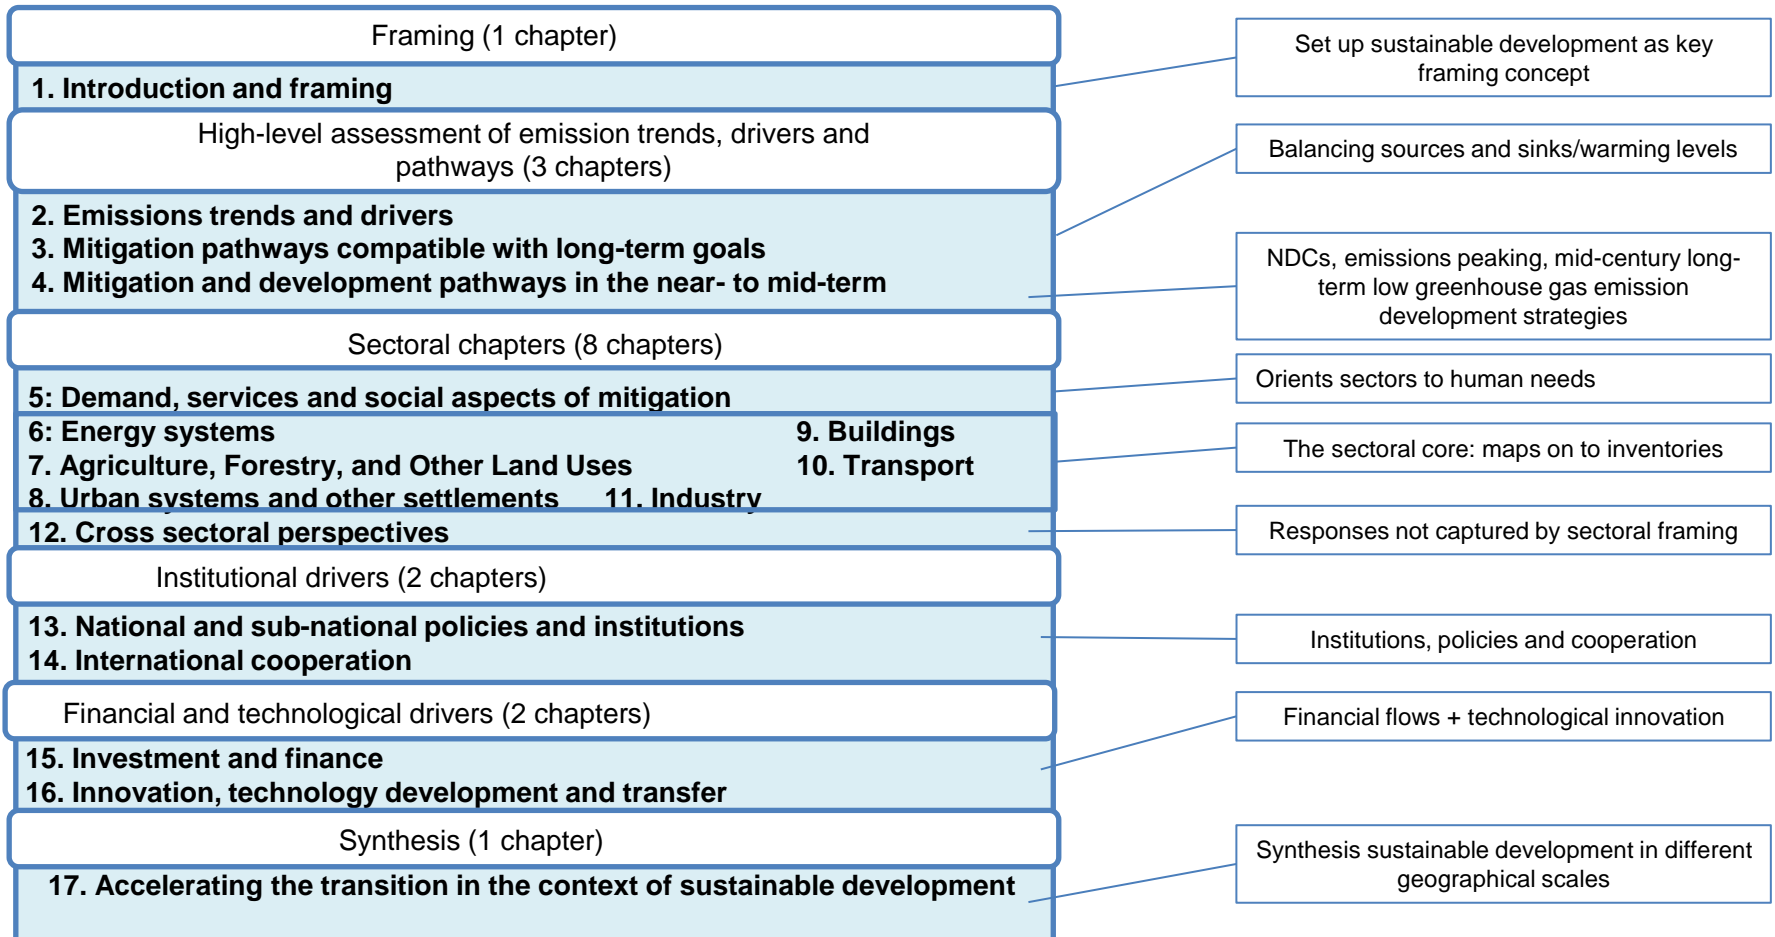 Framing (1 chapter)
1. Introduction and framing
High-level assessment of emission trends, drivers and
pathways (3 chapters)
2. Emissions trends and drivers
3. Mitigation pathways compatible with long-term goals
4. Mitigation and development pathways in the near- to mid-term
Sectoral chapters (8 chapters)
5: Demand, services and social aspects of mitigation
6: Energy systems 9. Buildings
7. Agriculture, Forestry, and Other Land Uses 10. Transport
8. Urban systems and other settlements 11. Industry
12. Cross sectoral perspectives
Institutional drivers (2 chapters)
13. National and sub-national policies and institutions
14. International cooperation
Financial and technological drivers (2 chapters)
15. Investment and finance
16. Innovation, technology development and transfer
Synthesis (1 chapter)
17. Accelerating the transition in the context of sustainable development
Set up sustainable development as key
framing concept
Balancing sources and sinks/warming levels
NDCs, emissions peaking, mid-century long-
term low greenhouse gas emission
development strategies
Orients sectors to human needs
The sectoral core: maps on to inventories
Responses not captured by sectoral framing
Institutions, policies and cooperation
Financial flows + technological innovation
Synthesis sustainable development in different
geographical scales